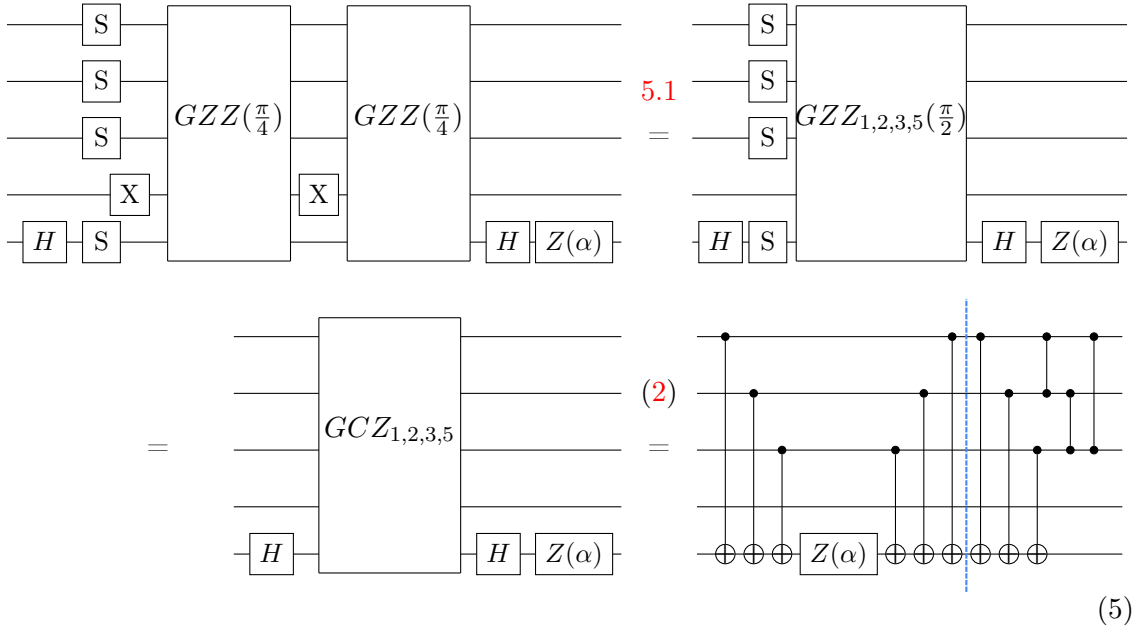 S S
S S
GZZ(π/4) GZZ(π/4) 5.1 GZZ_{1,2,3,5}(π/2)
S = S
X X
H S H Z(α) H S H Z(α)
(2)
= GCZ_{1,2,3,5} =
H H Z(α) Z(α)
(5)